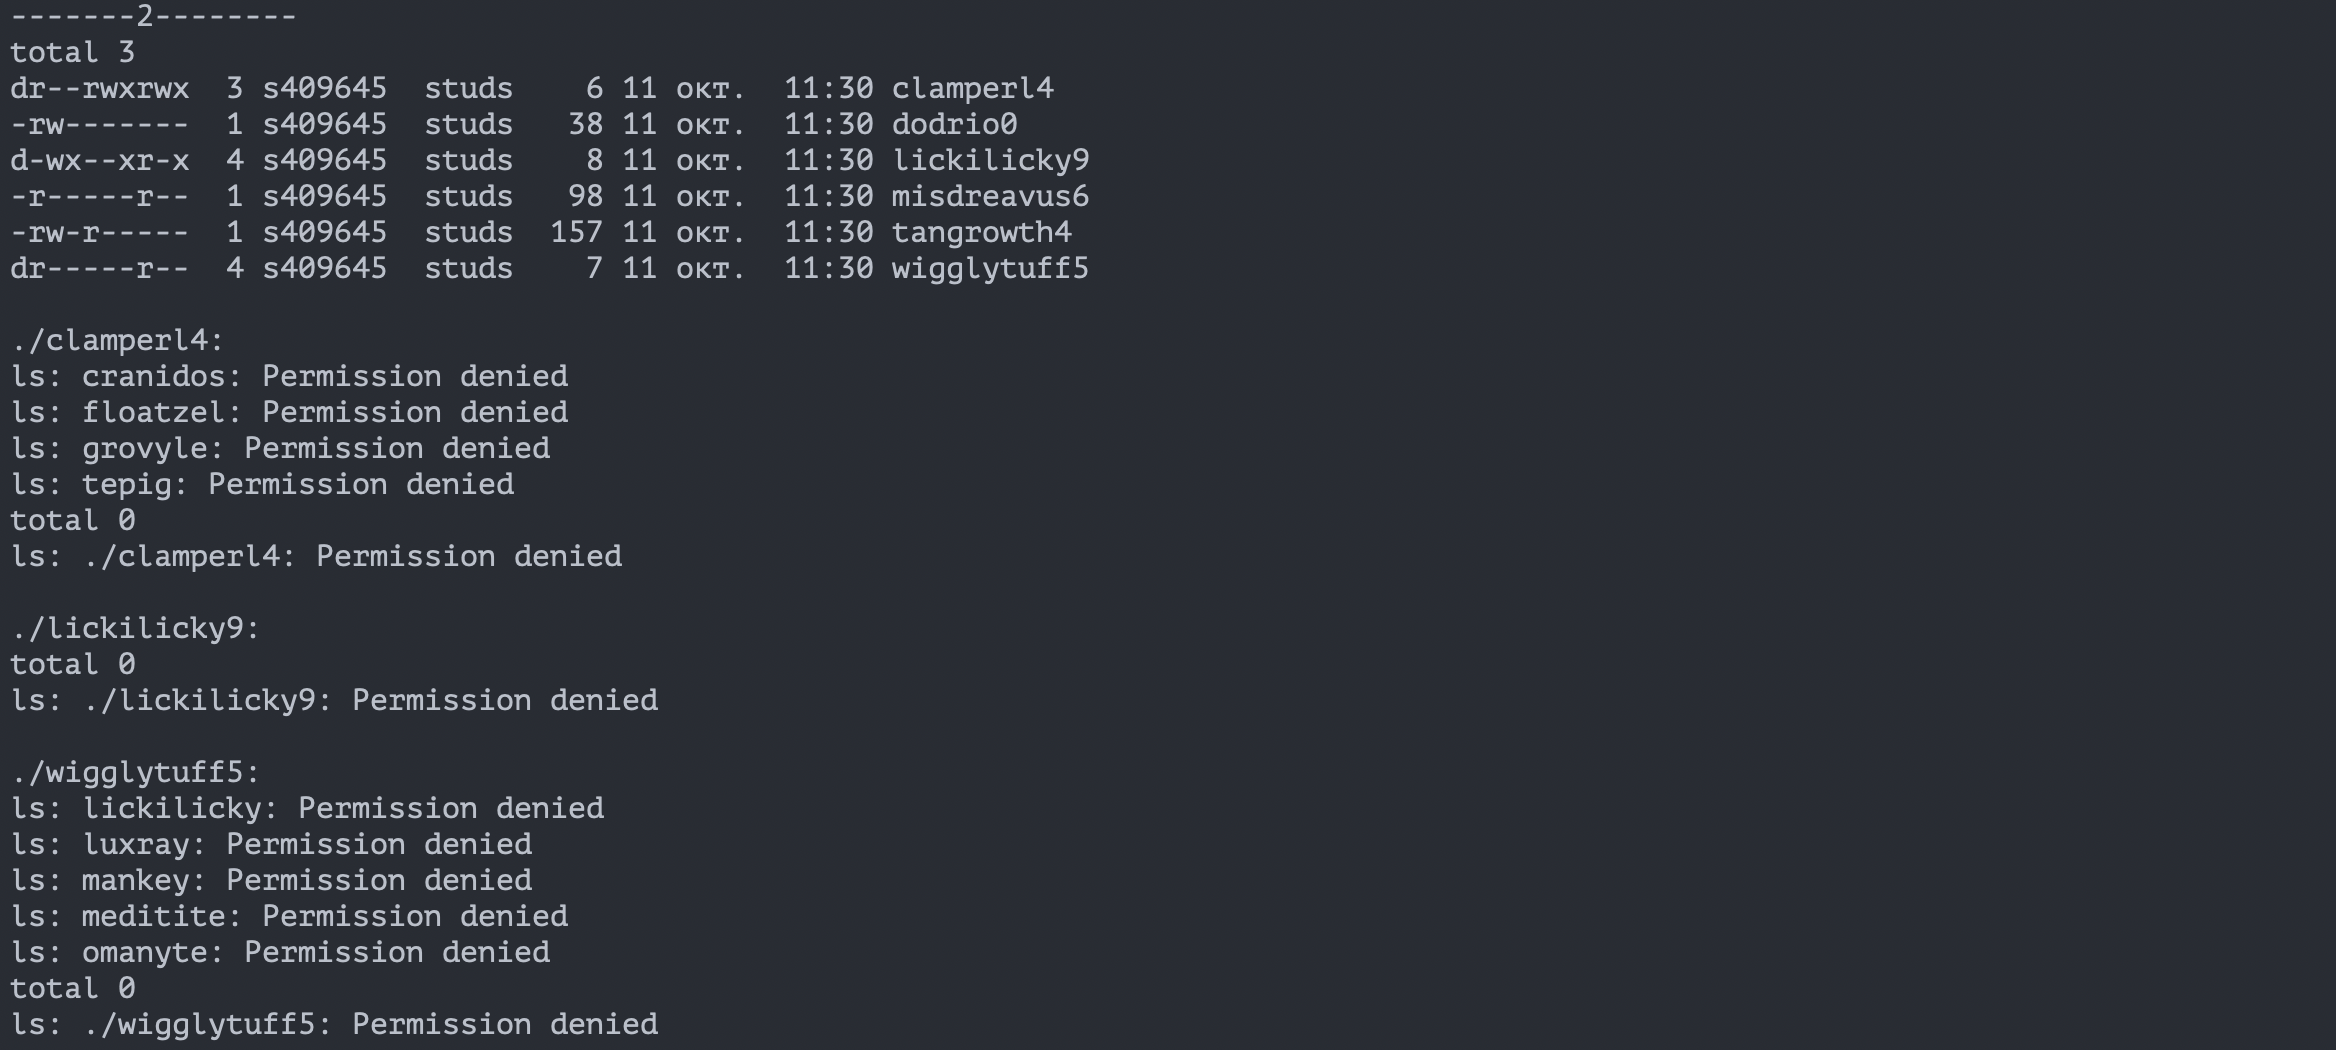 -------2--------
total 3
dr--rwxrwx  3 s409645  studs    6 11 окт.  11:30 clamperl4
-rw-------  1 s409645  studs   38 11 окт.  11:30 dodrio0
d-wx--xr-x  4 s409645  studs    8 11 окт.  11:30 lickilicky9
-r-----r--  1 s409645  studs   98 11 окт.  11:30 misdreavus6
-rw-r-----  1 s409645  studs  157 11 окт.  11:30 tangrowth4
dr-----r--  4 s409645  studs    7 11 окт.  11:30 wigglytuff5
./clamperl4:
ls: cranidos: Permission denied
ls: floatzel: Permission denied
ls: grovyle: Permission denied
ls: tepig: Permission denied
total 0
ls: ./clamperl4: Permission denied
./lickilicky9:
total 0
ls: ./lickilicky9: Permission denied
./wigglytuff5:
ls: lickilicky: Permission denied
ls: luxray: Permission denied
ls: mankey: Permission denied
ls: meditite: Permission denied
ls: omanyte: Permission denied
total 0
ls: ./wigglytuff5: Permission denied